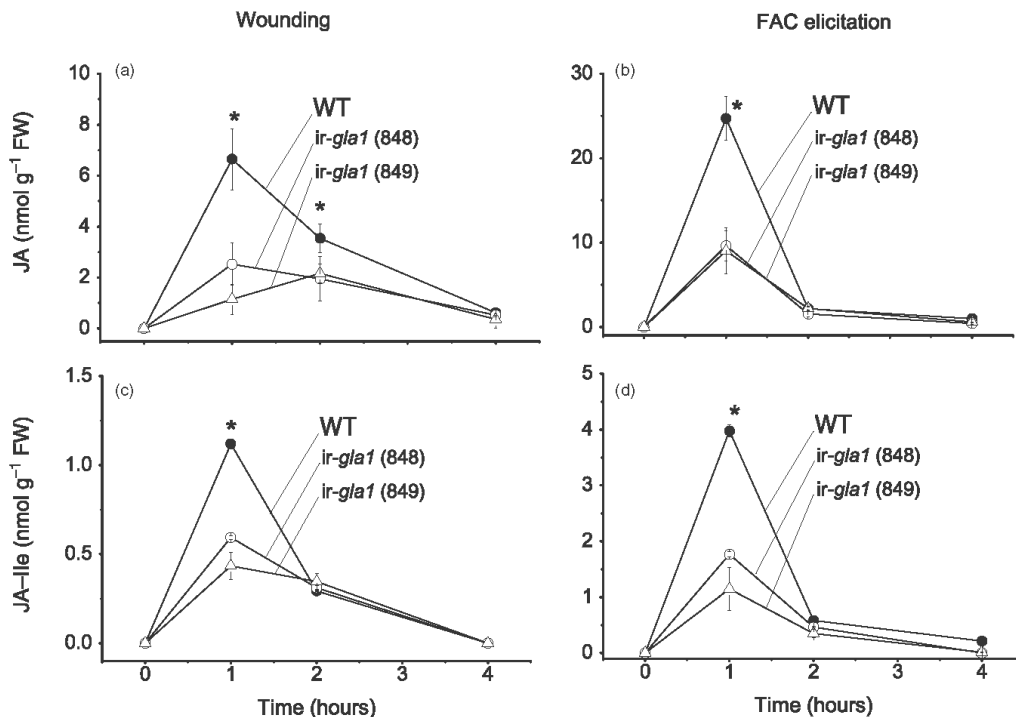 Wounding
FAC elicitation
(a)
JA (nmol g⁻¹ FW)
10
8
6
4
2
0
*
*
WT
ir-gla1 (848)
ir-gla1 (849)
(b)
30
20
10
0
*
WT
ir-gla1 (848)
ir-gla1 (849)
(c)
JA–Ile (nmol g⁻¹ FW)
1.5
1.0
0.5
0.0
*
WT
ir-gla1 (848)
ir-gla1 (849)
0 1 2 4
Time (hours)
(d)
5
4
3
2
1
0
*
WT
ir-gla1 (848)
ir-gla1 (849)
0 1 2 4
Time (hours)